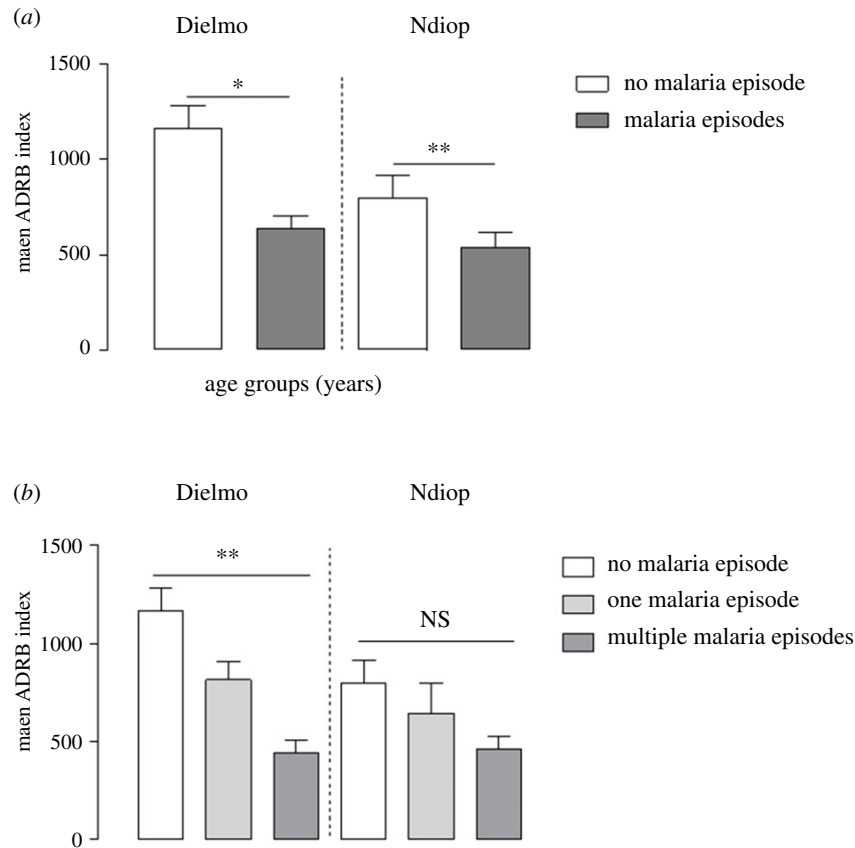 (a)
Dielmo Ndiop
1500
1000
500
0
maen ADRB index
*
**
no malaria episode
malaria episodes
age groups (years)
(b)
Dielmo Ndiop
1500
1000
500
0
maen ADRB index
**
NS
no malaria episode
one malaria episode
multiple malaria episodes